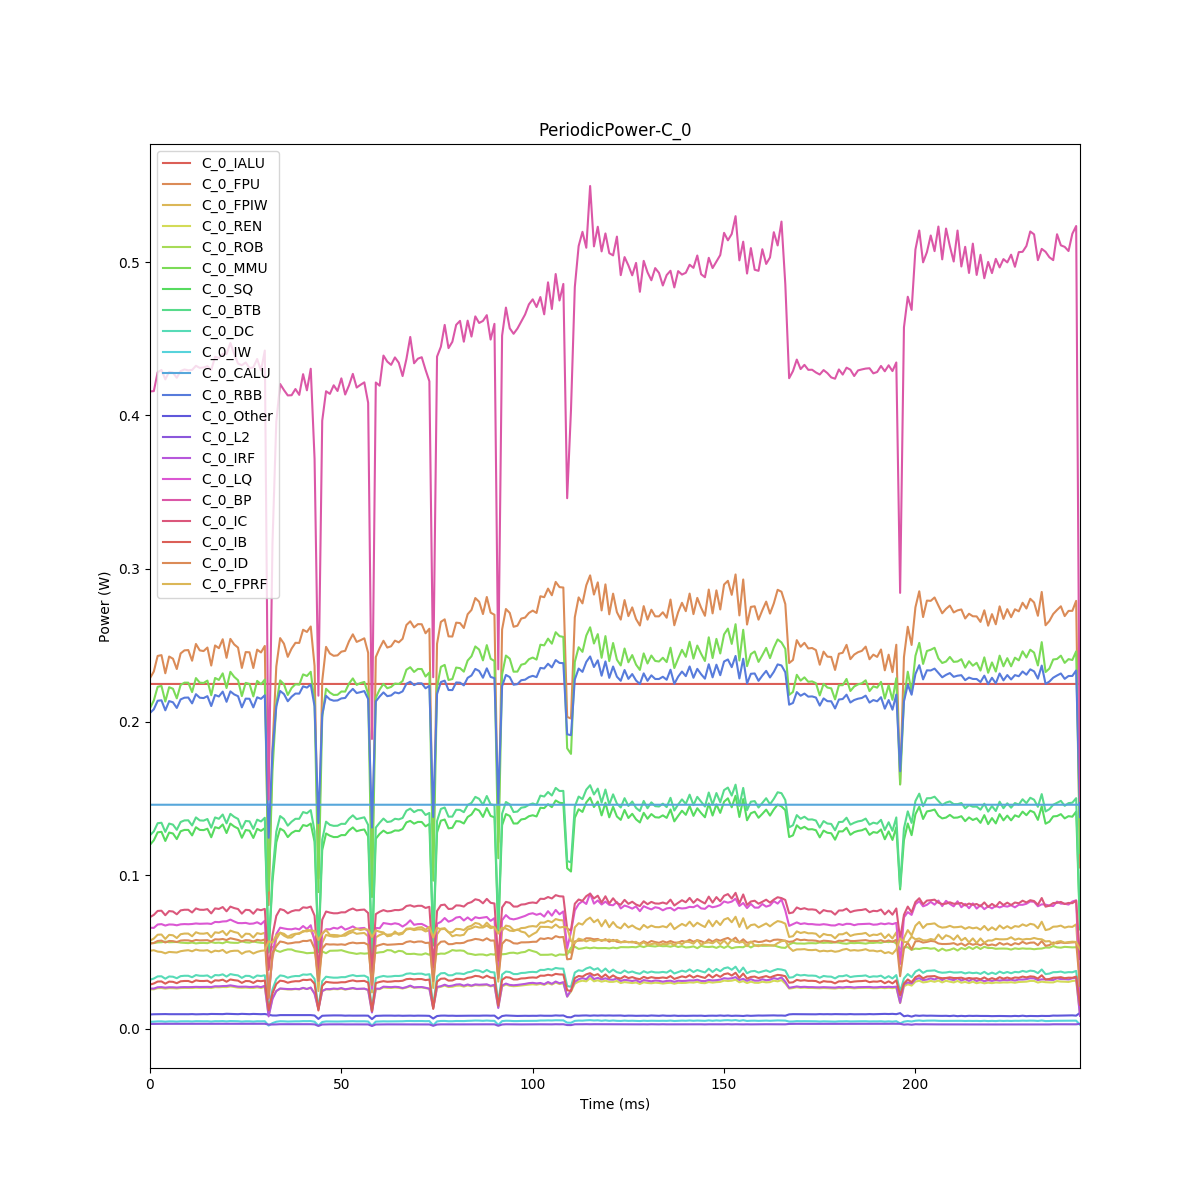 PeriodicPower-C_0
C_0_IALU
C_0_FPU
C_0_FPIW
C_0_REN
C_0_ROB
C_0_MMU
C_0_SQ
C_0_BTB
C_0_DC
C_0_IW
C_0_CALU
C_0_RBB
C_0_Other
C_0_L2
C_0_IRF
C_0_LQ
C_0_BP
C_0_IC
C_0_IB
C_0_ID
C_0_FPRF
0.5
0.4
0.3
0.2
0.1
0.0
Power (W)
0 50 100 150 200
Time (ms)